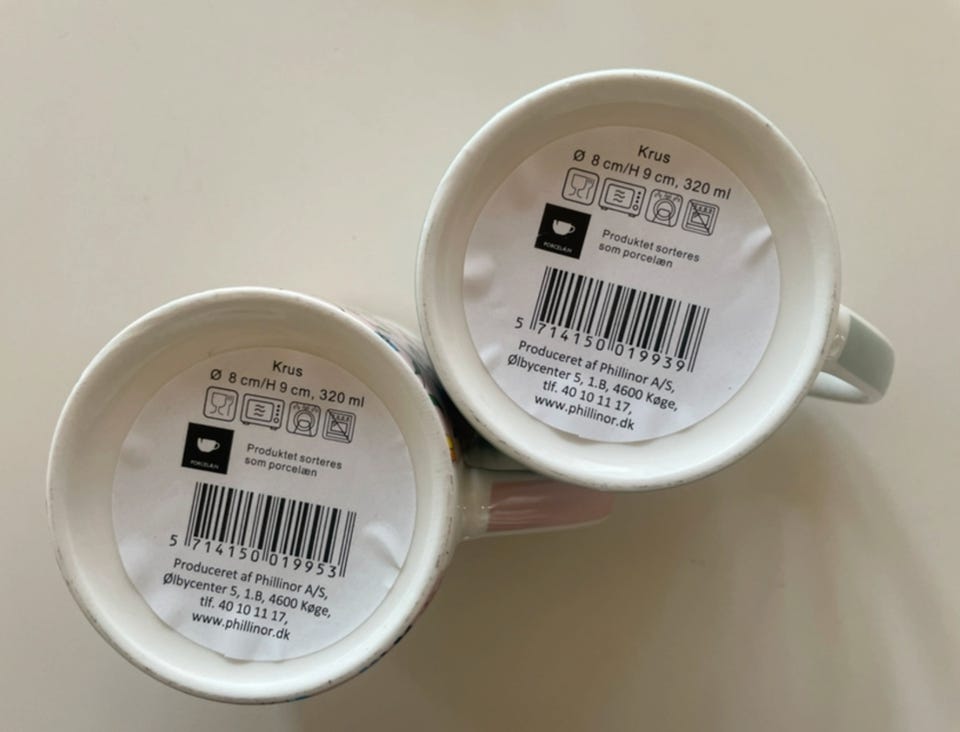 Krus
Ø 8 cm/H 9 cm, 320 ml
PORCELÆN
Produktet sorteres
som porcelæn
5 714150 019939
Produceret af Phillinor A/S,
Ølbycenter 5, 1.B, 4600 Køge,
tlf. 40 10 11 17,
www.phillinor.dk
Krus
Ø 8 cm/H 9 cm, 320 ml
PORCELÆN
Produktet sorteres
som porcelæn
5 714150 019953
Produceret af Phillinor A/S,
Ølbycenter 5, 1.B, 4600 Køge,
tlf. 40 10 11 17,
www.phillinor.dk